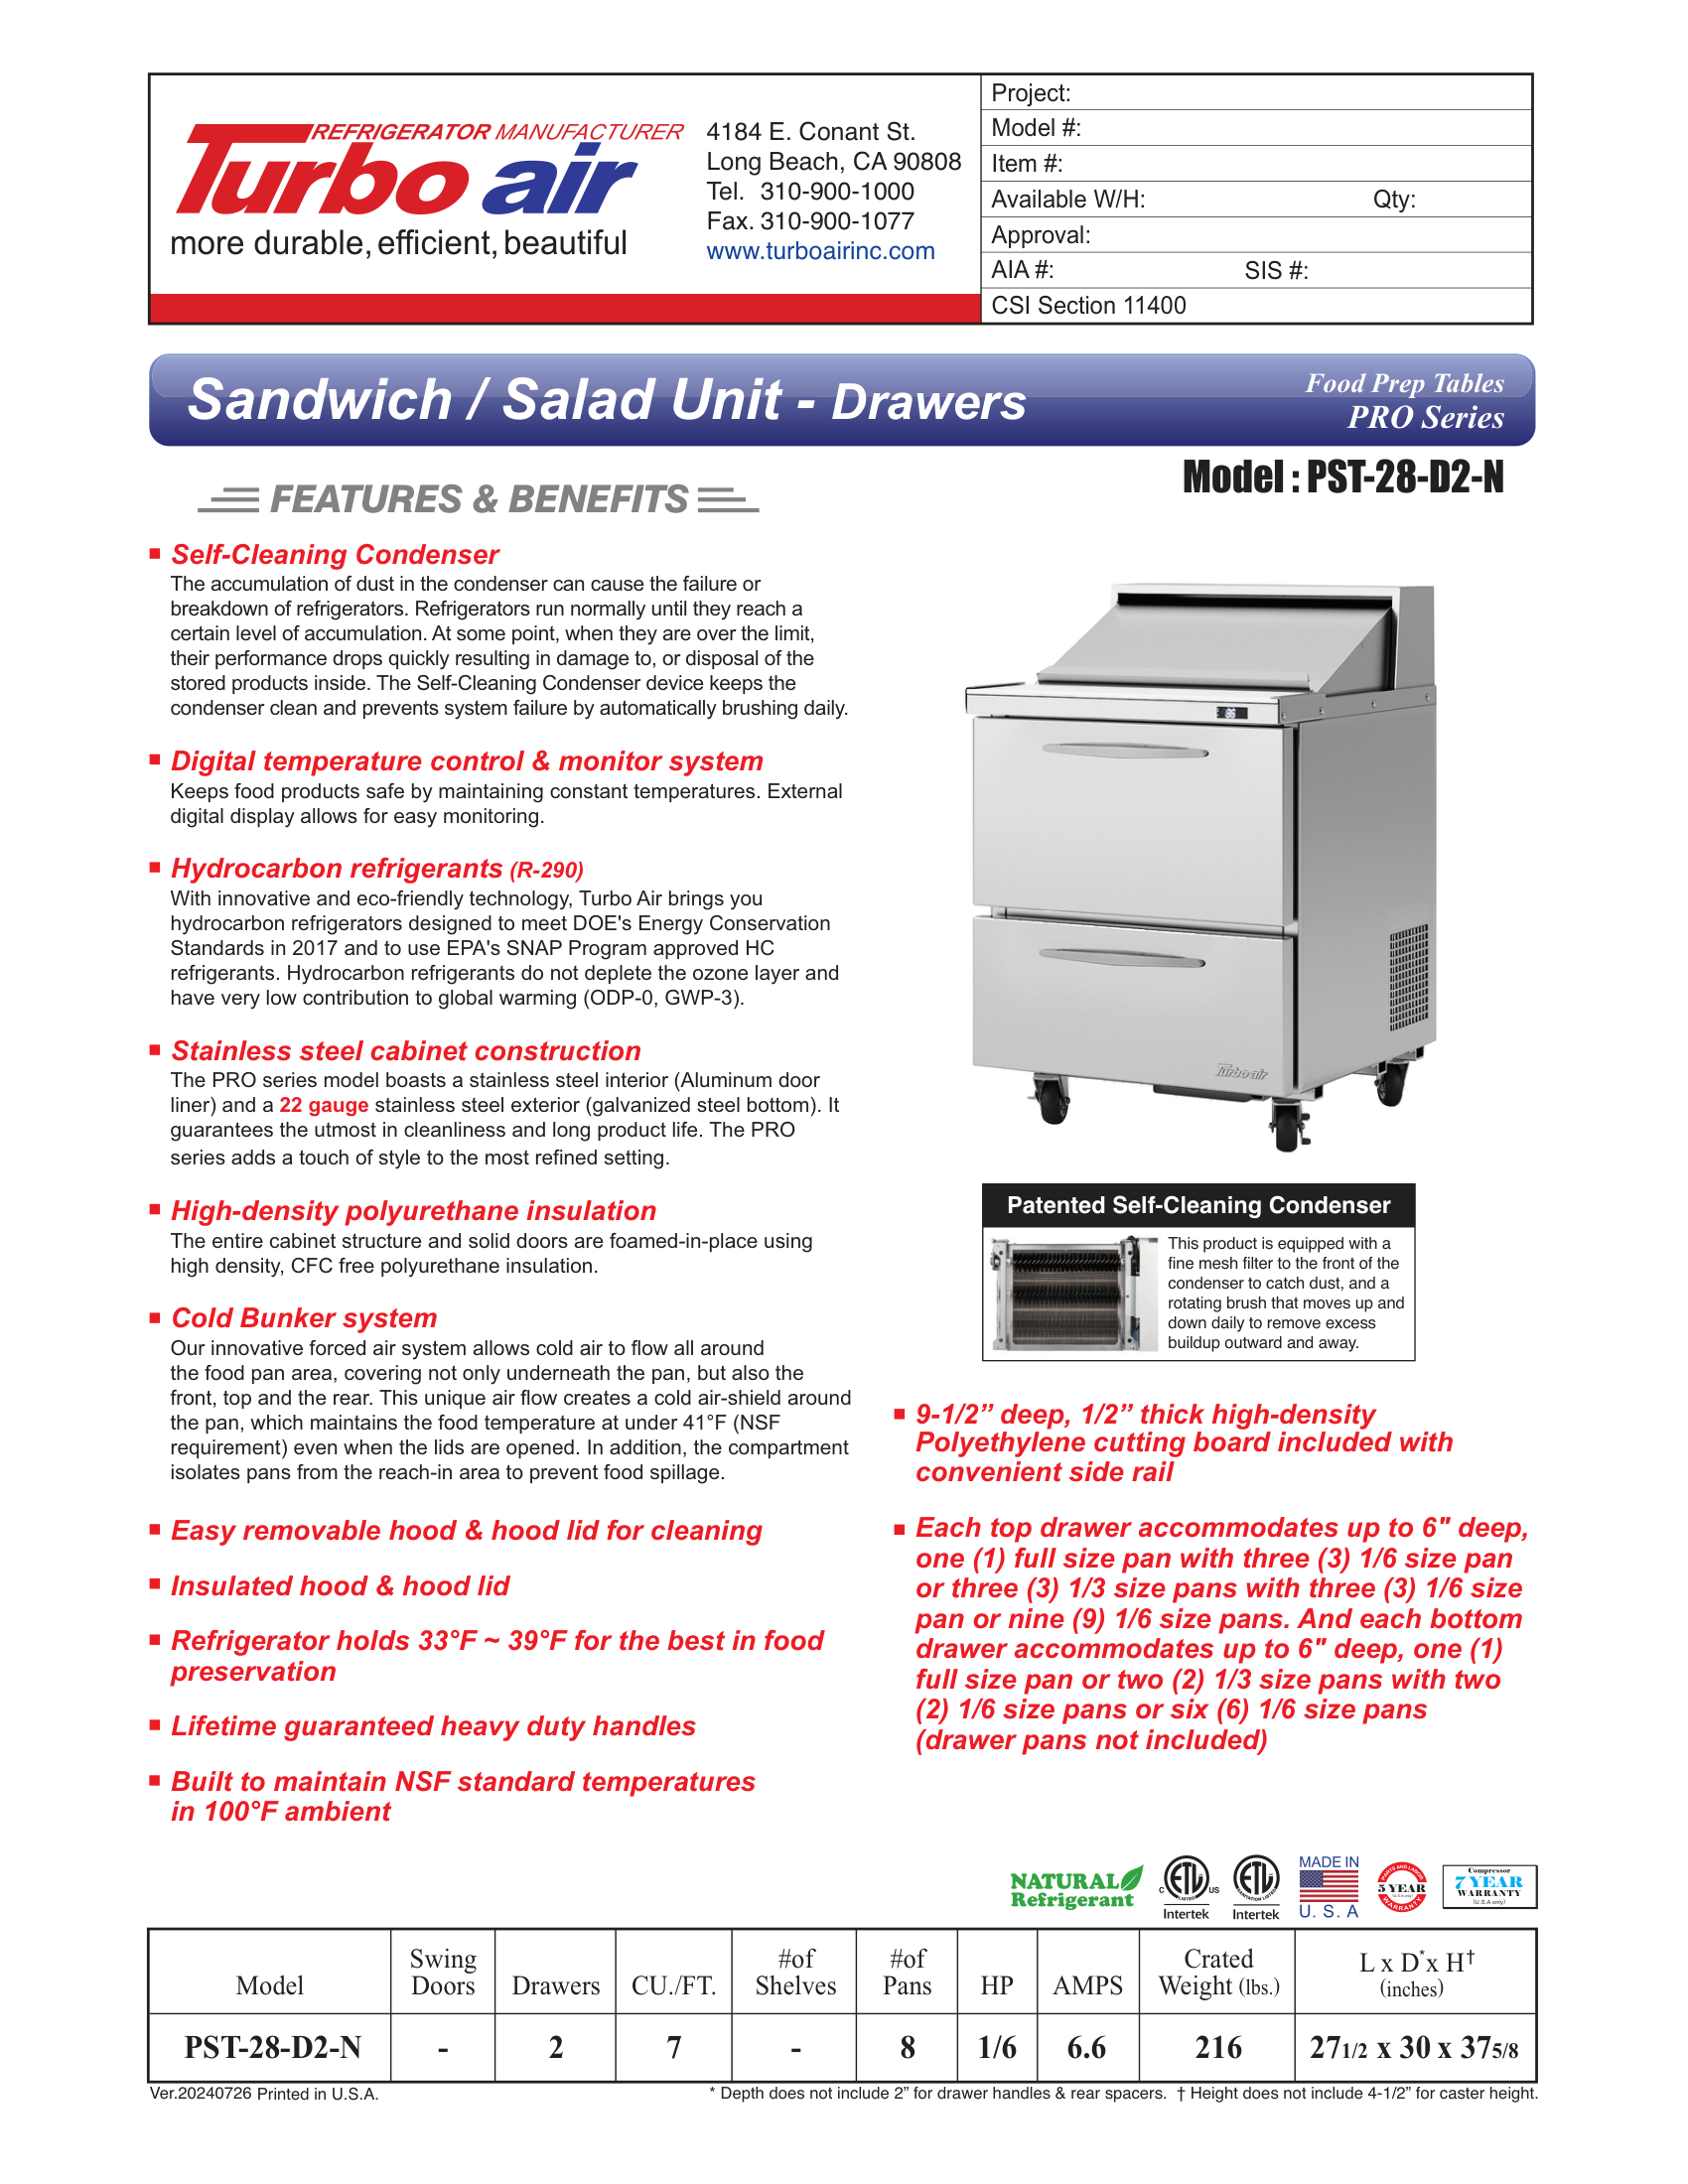 REFRIGERATOR MANUFACTURER
Turbo air
more durable, efficient, beautiful
4184 E. Conant St.
Long Beach, CA 90808
Tel. 310-900-1000
Fax. 310-900-1077
www.turboairinc.com
Project:
Model #:
Item #:
Available W/H: Qty:
Approval:
AIA #: SIS #:
CSI Section 11400
Sandwich / Salad Unit - Drawers
Food Prep Tables
PRO Series
Model : PST-28-D2-N
FEATURES & BENEFITS
Self-Cleaning Condenser
The accumulation of dust in the condenser can cause the failure or
breakdown of refrigerators. Refrigerators run normally until they reach a
certain level of accumulation. At some point, when they are over the limit,
their performance drops quickly resulting in damage to, or disposal of the
stored products inside. The Self-Cleaning Condenser device keeps the
condenser clean and prevents system failure by automatically brushing daily.
Digital temperature control & monitor system
Keeps food products safe by maintaining constant temperatures. External
digital display allows for easy monitoring.
Hydrocarbon refrigerants (R-290)
With innovative and eco-friendly technology, Turbo Air brings you
hydrocarbon refrigerators designed to meet DOE's Energy Conservation
Standards in 2017 and to use EPA's SNAP Program approved HC
refrigerants. Hydrocarbon refrigerants do not deplete the ozone layer and
have very low contribution to global warming (ODP-0, GWP-3).
Stainless steel cabinet construction
The PRO series model boasts a stainless steel interior (Aluminum door
liner) and a 22 gauge stainless steel exterior (galvanized steel bottom). It
guarantees the utmost in cleanliness and long product life. The PRO
series adds a touch of style to the most refined setting.
High-density polyurethane insulation
The entire cabinet structure and solid doors are foamed-in-place using
high density, CFC free polyurethane insulation.
Cold Bunker system
Our innovative forced air system allows cold air to flow all around
the food pan area, covering not only underneath the pan, but also the
front, top and the rear. This unique air flow creates a cold air-shield around
the pan, which maintains the food temperature at under 41°F (NSF
requirement) even when the lids are opened. In addition, the compartment
isolates pans from the reach-in area to prevent food spillage.
Easy removable hood & hood lid for cleaning
Insulated hood & hood lid
Refrigerator holds 33°F ~ 39°F for the best in food
preservation
Lifetime guaranteed heavy duty handles
Built to maintain NSF standard temperatures
in 100°F ambient
Turbo air
Patented Self-Cleaning Condenser
This product is equipped with a
fine mesh filter to the front of the
condenser to catch dust, and a
rotating brush that moves up and
down daily to remove excess
buildup outward and away.
9-1/2” deep, 1/2” thick high-density
Polyethylene cutting board included with
convenient side rail
Each top drawer accommodates up to 6" deep,
one (1) full size pan with three (3) 1/6 size pan
or three (3) 1/3 size pans with three (3) 1/6 size
pan or nine (9) 1/6 size pans. And each bottom
drawer accommodates up to 6" deep, one (1)
full size pan or two (2) 1/3 size pans with two
(2) 1/6 size pans or six (6) 1/6 size pans
(drawer pans not included)
NATURAL
Refrigerant
C ETL US
LISTED
Intertek
ETL
SANITATION LISTED
Intertek
MADE IN
U. S. A
PARTS AND LABOR
5 YEAR
(U.S.A only)
WARRANTY
Compressor
7 YEAR
WARRANTY
(U.S.A only)
Model Swing Doors Drawers CU./FT. #of Shelves #of Pans HP AMPS Crated Weight (lbs.) L x D* x H† (inches)
PST-28-D2-N - 2 7 - 8 1/6 6.6 216 27 1/2 x 30 x 37 5/8
Ver.20240726 Printed in U.S.A.
* Depth does not include 2” for drawer handles & rear spacers. † Height does not include 4-1/2” for caster height.